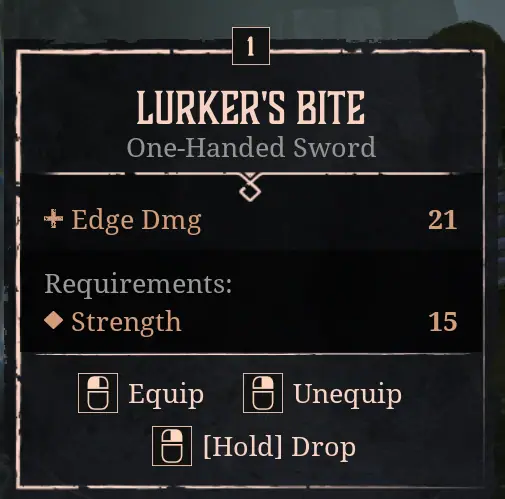 1
LURKER'S BITE
One-Handed Sword
Edge Dmg 21
Requirements:
Strength 15
Equip Unequip
[Hold] Drop